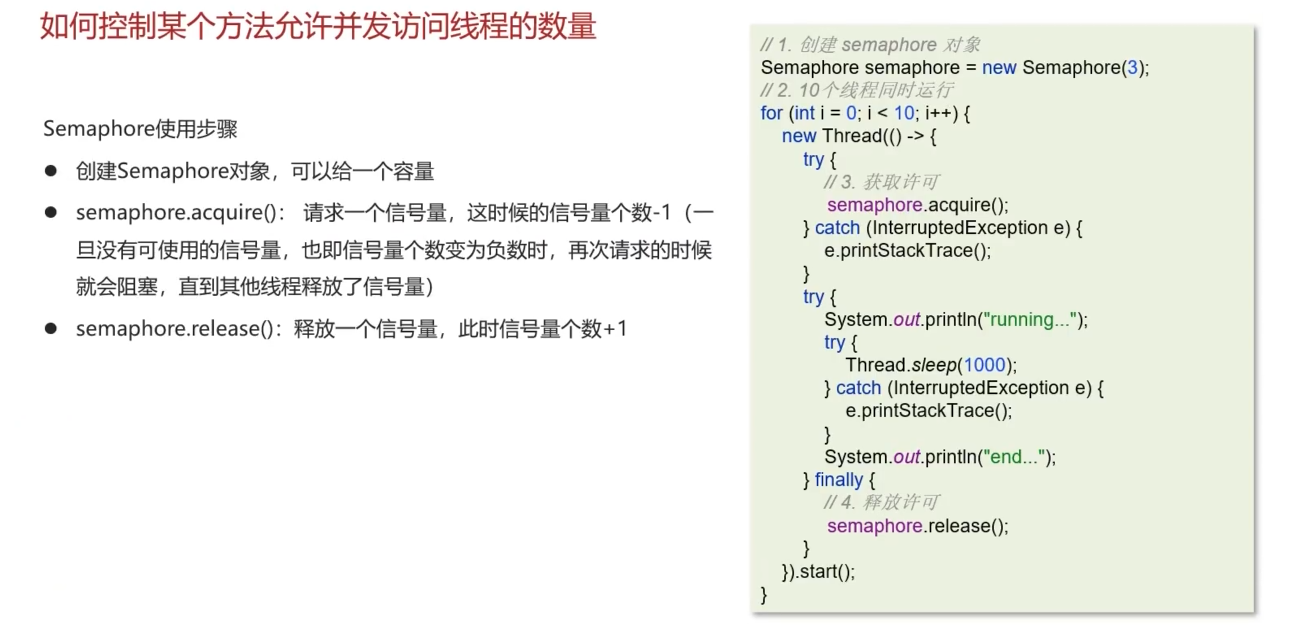 如何控制某个方法允许并发访问线程的数量
Semaphore使用步骤
● 创建Semaphore对象，可以给一个容量
● semaphore.acquire()： 请求一个信号量，这时候的信号量个数-1（一
旦没有可使用的信号量，也即信号量个数变为负数时，再次请求的时候
就会阻塞，直到其他线程释放了信号量）
● semaphore.release()：释放一个信号量，此时信号量个数+1
// 1. 创建 semaphore 对象
Semaphore semaphore = new Semaphore(3);
// 2. 10个线程同时运行
for (int i = 0; i < 10; i++) {
new Thread(() -> {
try {
// 3. 获取许可
semaphore.acquire();
} catch (InterruptedException e) {
e.printStackTrace();
}
try {
System.out.println("running...");
try {
Thread.sleep(1000);
} catch (InterruptedException e) {
e.printStackTrace();
}
System.out.println("end...");
} finally {
// 4. 释放许可
semaphore.release();
}
}).start();
}